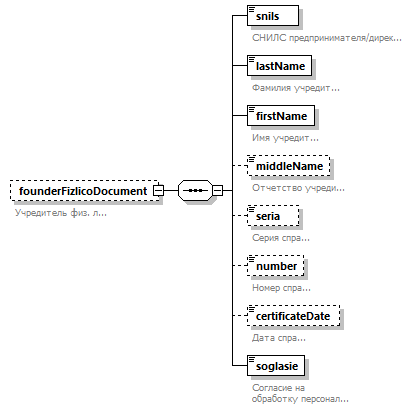 snils
СНИЛС предпринимателя/дирек...
lastName
Фамилия учредит...
firstName
Имя учредит...
middleName
Отчетство учреди...
founderFizlicoDocument
Учредитель физ. л...
seria
Серия спра...
number
Номер спра...
certificateDate
Дата спра...
soglasie
Согласие на
обработку персонал...